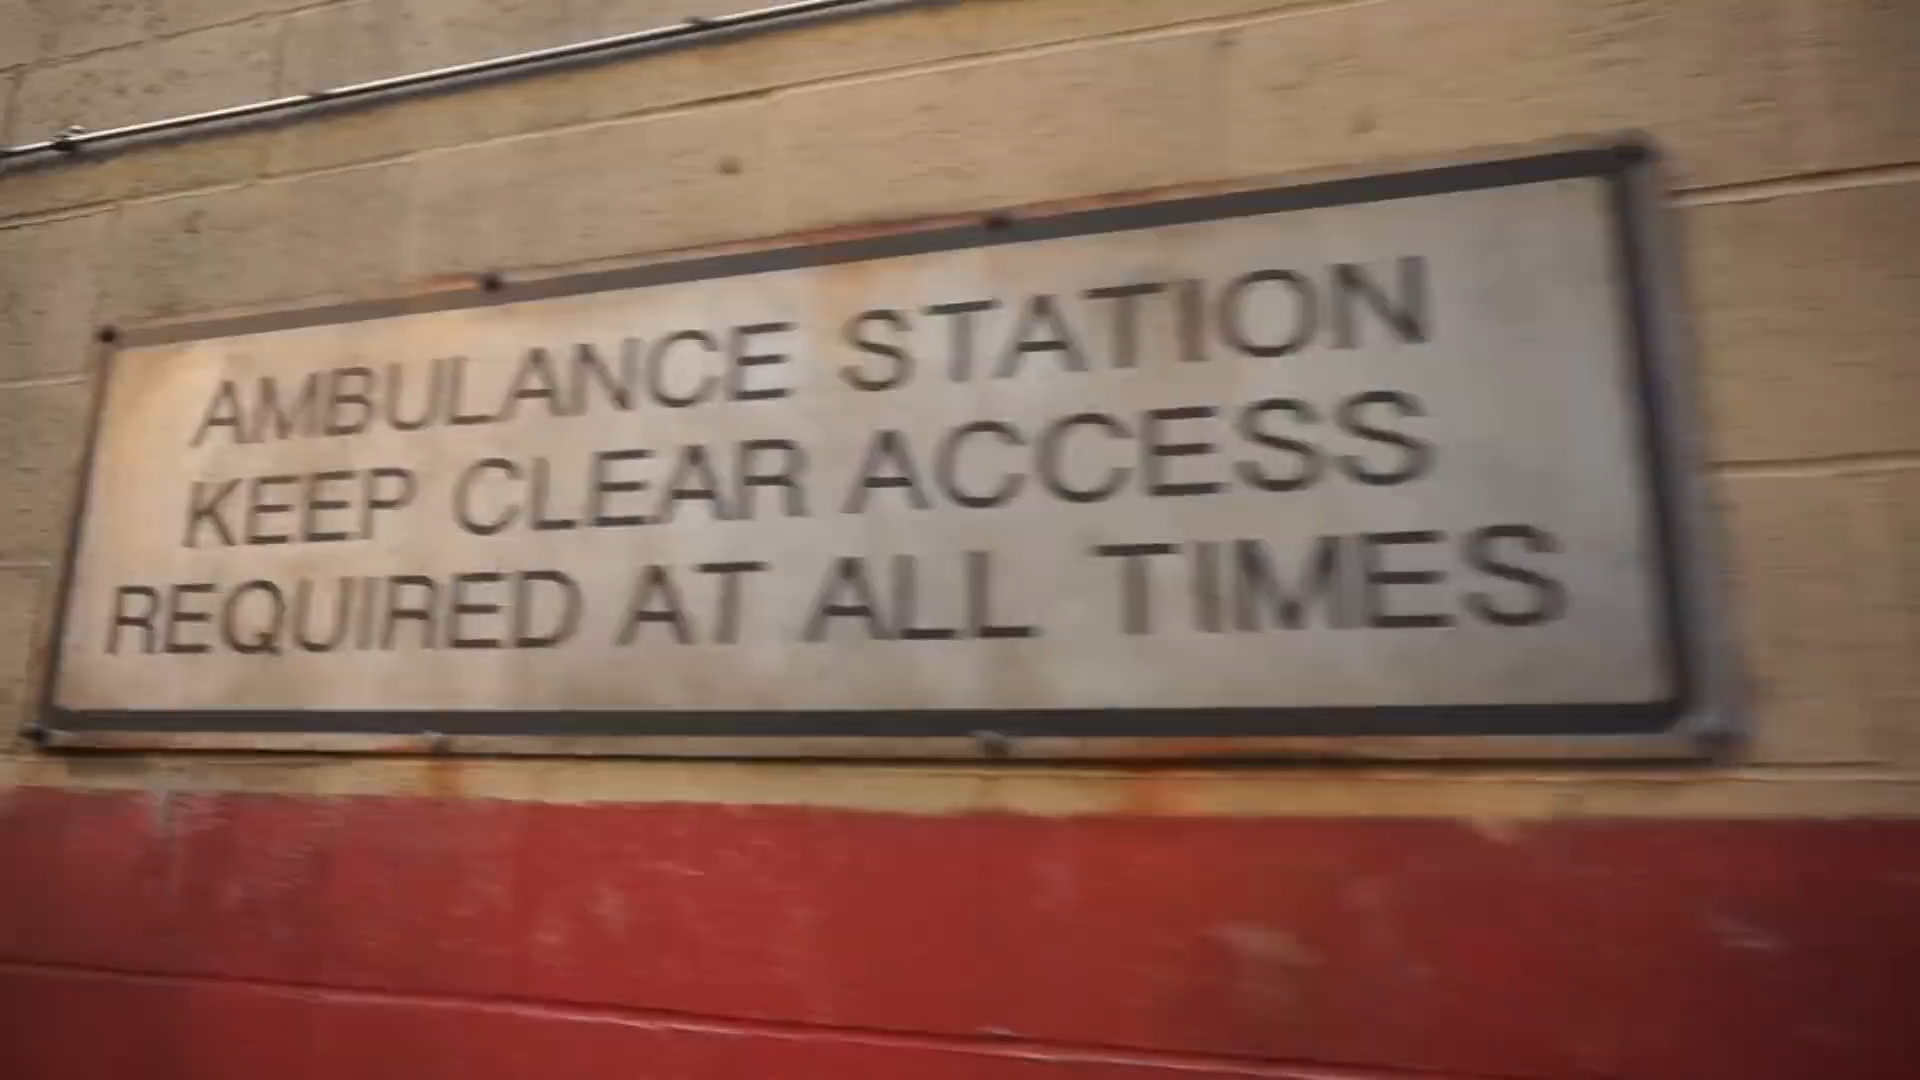 AMBULANCE STATION
KEEP CLEAR ACCESS
REQUIRED AT ALL TIMES